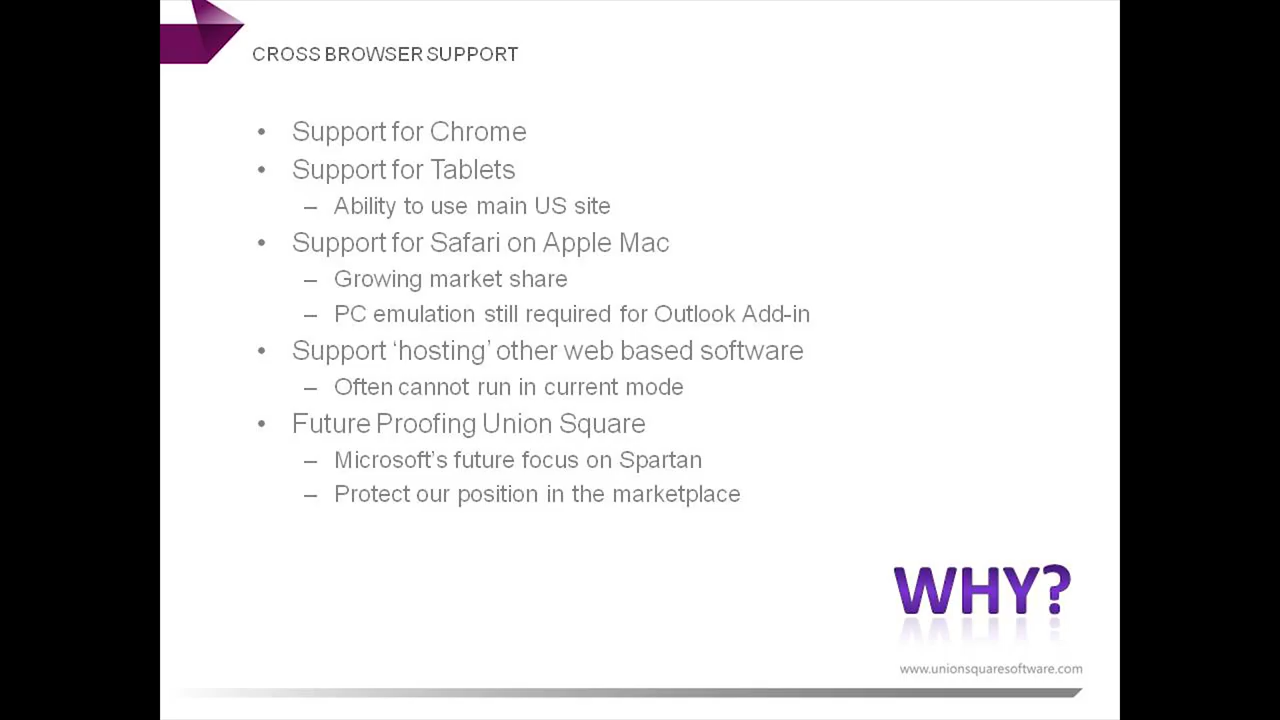 CROSS BROWSER SUPPORT
• Support for Chrome
• Support for Tablets
– Ability to use main US site
• Support for Safari on Apple Mac
– Growing market share
– PC emulation still required for Outlook Add-in
• Support ‘hosting’ other web based software
– Often cannot run in current mode
• Future Proofing Union Square
– Microsoft’s future focus on Spartan
– Protect our position in the marketplace
WHY?
www.unionsquaresoftware.com